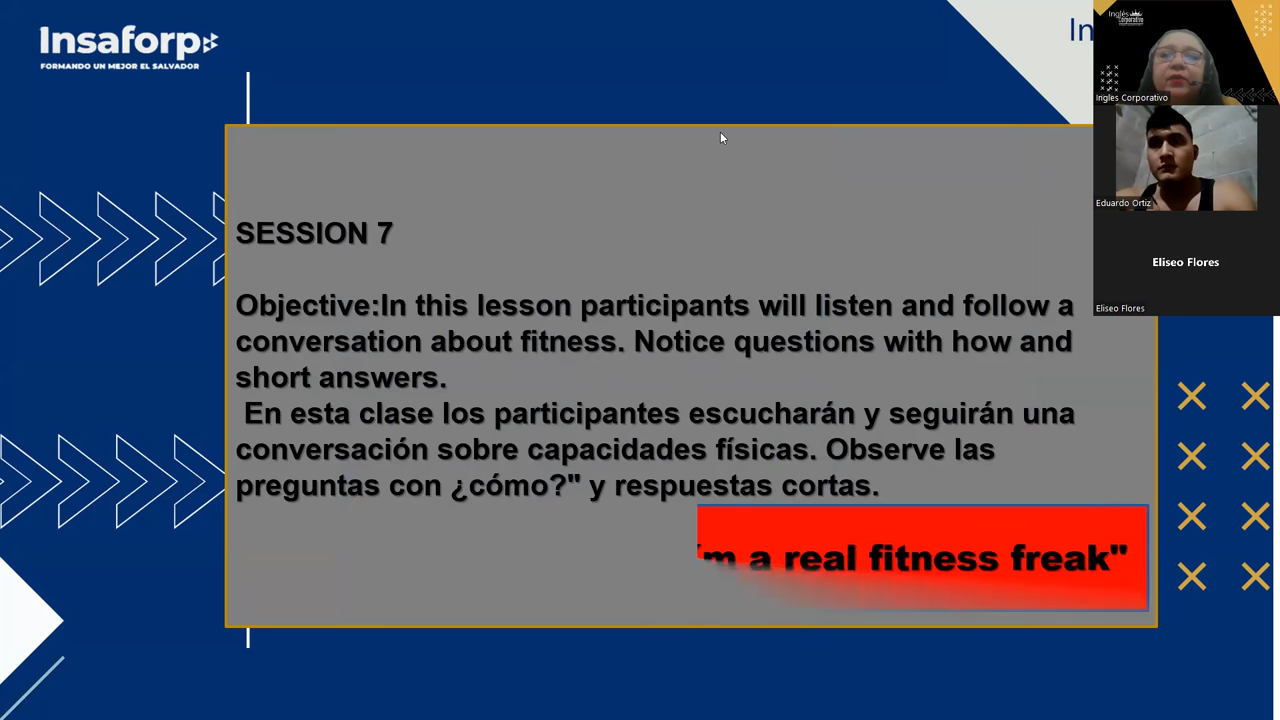 Insaforp
FORMANDO UN MEJOR EL SALVADOR
In
Inglés
Corporativo
Ingles Corporativo
Eduardo Ortiz
Eliseo Flores
Eliseo Flores
SESSION 7
Objective:In this lesson participants will listen and follow a
conversation about fitness. Notice questions with how and
short answers.
En esta clase los participantes escucharán y seguirán una
conversación sobre capacidades físicas. Observe las
preguntas con ¿cómo?" y respuestas cortas.
m a real fitness freak"